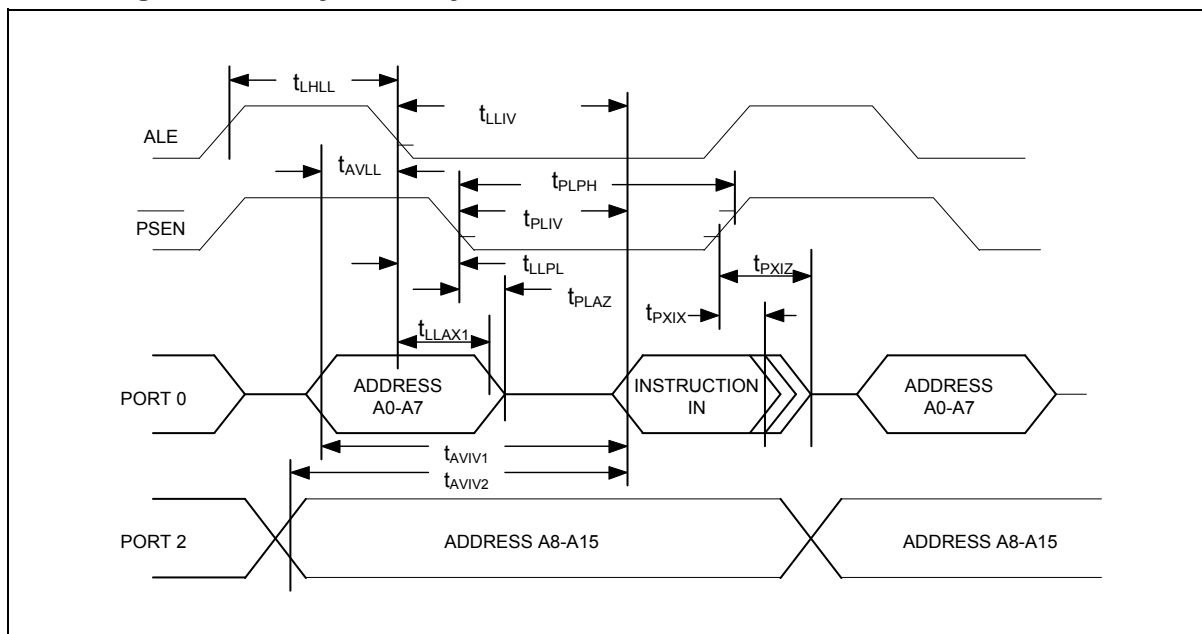 tLHLL
tLLIV
ALE
tAVLL
tPLPH
PSEN
tPLIV
tLLPL
tPXIZ
tPLAZ
tPXIX
tLLAX1
PORT 0
ADDRESS
A0-A7
INSTRUCTION
IN
ADDRESS
A0-A7
tAVIV1
tAVIV2
PORT 2
ADDRESS A8-A15
ADDRESS A8-A15